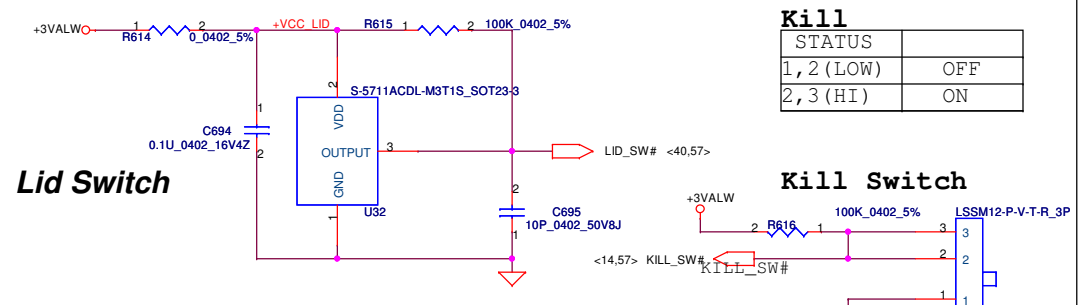 Kill
STATUS
1,2(LOW) OFF
2,3(HI) ON
+3VALW
1 2
R614 0_0402_5%
+VCC_LID
R615 1 2 100K_0402_5%
2
S-5711ACDL-M3T1S_SOT23-3
VDD
OUTPUT 3
GND
1
U32
1
C694
0.1U_0402_16V4Z
2
LID_SW# <40,57>
2
C695
10P_0402_50V8J
1
Lid Switch
Kill Switch
+3VALW
2 R616 1
100K_0402_5%
LSSM12-P-V-T-R_3P
3 3
2 2
1 1
<14,57> KILL_SW#
KILL_SW#